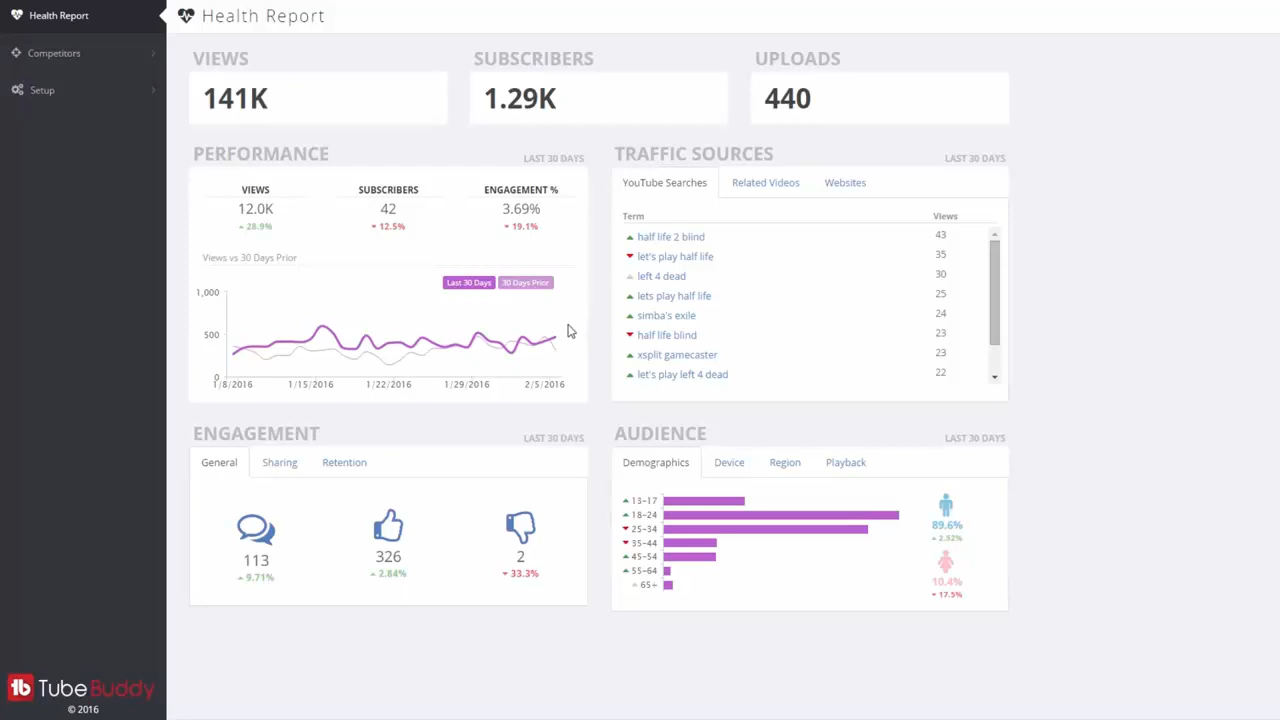 Health Report
Competitors
Setup
Health Report
VIEWS
141K
SUBSCRIBERS
1.29K
UPLOADS
440
PERFORMANCE
LAST 30 DAYS
VIEWS SUBSCRIBERS ENGAGEMENT %
12.0K 42 3.69%
28.9% 12.5% 19.1%
Views vs 30 Days Prior
Last 30 Days 30 Days Prior
1,000
500
0
1/8/2016 1/15/2016 1/22/2016 1/29/2016 2/5/2016
TRAFFIC SOURCES
LAST 30 DAYS
YouTube Searches Related Videos Websites
Term Views
half life 2 blind 43
let's play half life 35
left 4 dead 30
lets play half life 25
simba's exile 24
half life blind 23
xsplit gamecaster 23
let's play left 4 dead 22
ENGAGEMENT
LAST 30 DAYS
General Sharing Retention
113 326 2
9.71% 2.84% 33.3%
AUDIENCE
LAST 30 DAYS
Demographics Device Region Playback
13-17
18-24
25-34
35-44
45-54
55-64
65+
89.6%
2.52%
10.4%
17.5%
tb TubeBuddy
© 2016